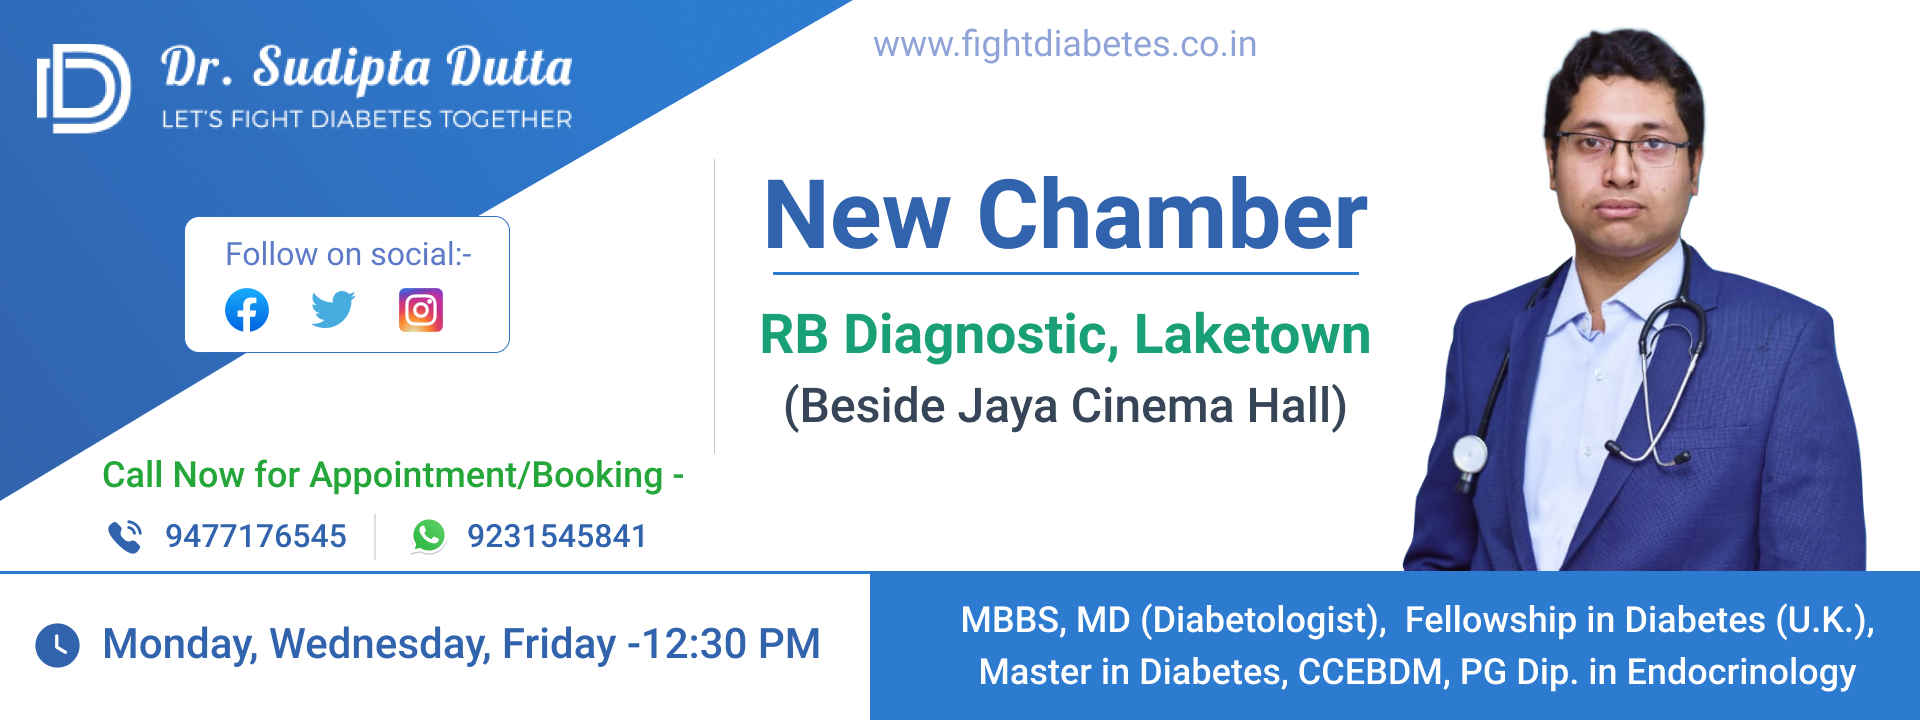 Dr. Sudipta Dutta
LET'S FIGHT DIABETES TOGETHER
www.fightdiabetes.co.in
Follow on social:-
New Chamber
RB Diagnostic, Laketown
(Beside Jaya Cinema Hall)
Call Now for Appointment/Booking -
9477176545
9231545841
Monday, Wednesday, Friday -12:30 PM
MBBS, MD (Diabetologist), Fellowship in Diabetes (U.K.),
Master in Diabetes, CCEBDM, PG Dip. in Endocrinology